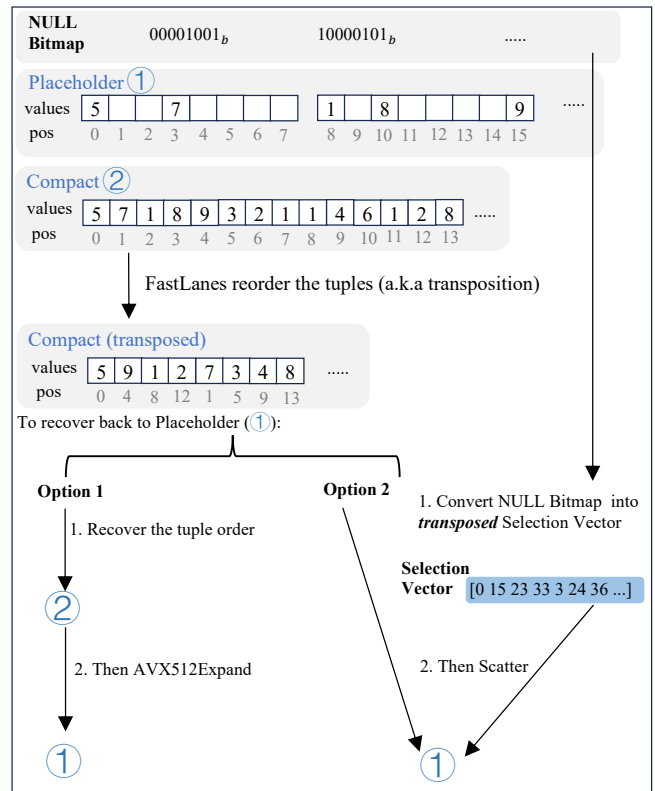 NULL Bitmap 00001001b 10000101b .....
Placeholder ①
values 5 7 1 8 9 .....
pos 0 1 2 3 4 5 6 7 8 9 10 11 12 13 14 15
Compact ②
values 5 7 1 8 9 3 2 1 1 4 6 1 2 8 .....
pos 0 1 2 3 4 5 6 7 8 9 10 11 12 13
FastLanes reorder the tuples (a.k.a transposition)
Compact (transposed)
values 5 9 1 2 7 3 4 8 .....
pos 0 4 8 12 1 5 9 13
To recover back to Placeholder (①):
Option 1
1. Recover the tuple order
②
2. Then AVX512Expand
①
Option 2
1. Convert NULL Bitmap into
transposed Selection Vector
Selection
Vector [0 15 23 33 3 24 36 ...]
2. Then Scatter
①